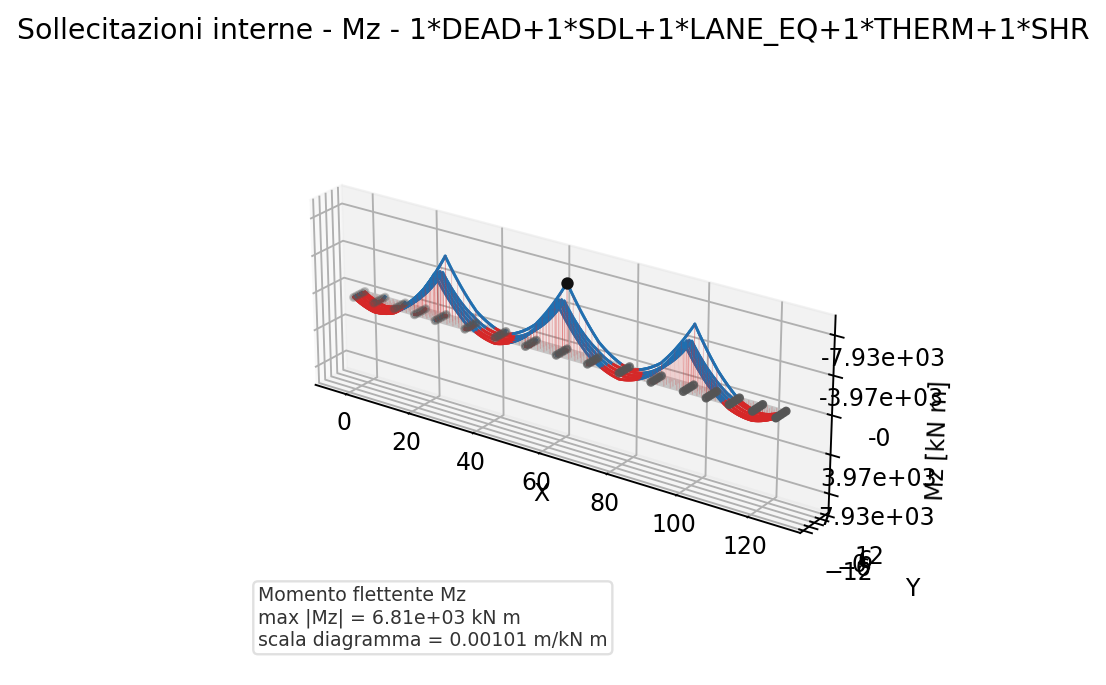 Sollecitazioni interne - Mz - 1*DEAD+1*SDL+1*LANE_EQ+1*THERM+1*SHR
-7.93e+03
-3.97e+03
-0
3.97e+03
7.93e+03
Mz [kN m]
0
20
40
60
80
100
120
X
12
−12
Y
Momento flettente Mz
max |Mz| = 6.81e+03 kN m
scala diagramma = 0.00101 m/kN m